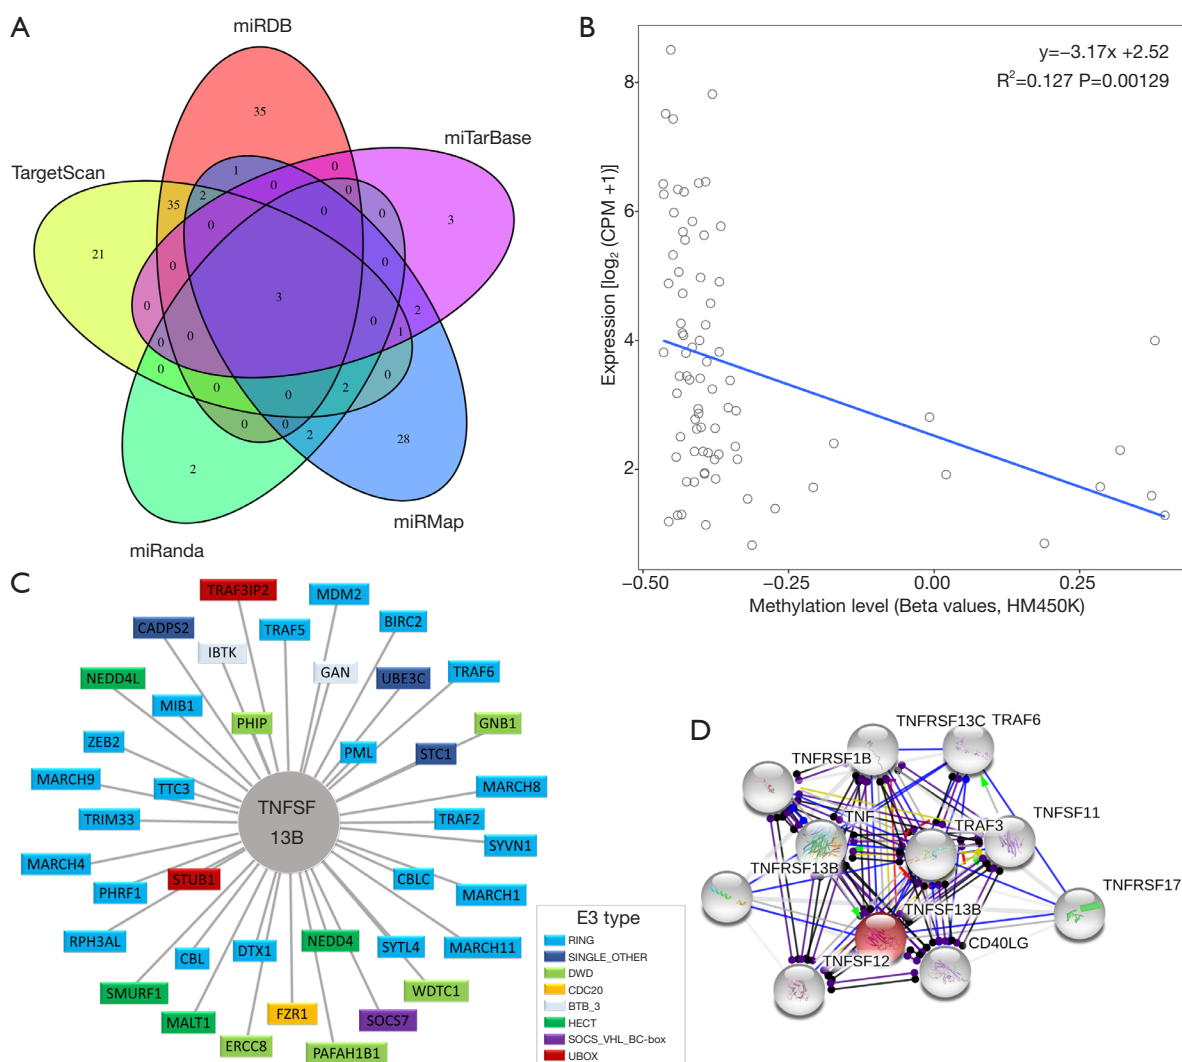 A
miRDB
miTarBase
TargetScan
miRanda
miRMap
35
1
0
0
0
3
35
2
0
0
0
21
0
0
3
0
2
0
0
0
0
1
0
0
0
2
0
0
0
2
28
2
B
y=−3.17x +2.52
R²=0.127 P=0.00129
Expression [log₂ (CPM +1)]
8
6
4
2
−0.50
−0.25
0.00
0.25
Methylation level (Beta values, HM450K)
C
TRAF3IP2
MDM2
CADPS2
TRAF5
BIRC2
IBTK
GAN
UBE3C
TRAF6
NEDD4L
MIB1
PHIP
GNB1
ZEB2
PML
STC1
MARCH9
TTC3
MARCH8
TRIM33
TRAF2
SYVN1
TNFSF
13B
MARCH4
STUB1
CBLC
PHRF1
MARCH1
RPH3AL
CBL
DTX1
NEDD4
SYTL4
MARCH11
SMURF1
WDTC1
MALT1
FZR1
SOCS7
ERCC8
PAFAH1B1
E3 type
RING
SINGLE_OTHER
DWD
CDC20
BTB_3
HECT
SOCS_VHL_BC-box
UBOX
D
TNFRSF13C
TRAF6
TNFRSF1B
TNF
TRAF3
TNFSF11
TNFRSF13B
TNFRSF17
TNFSF13B
CD40LG
TNFSF12